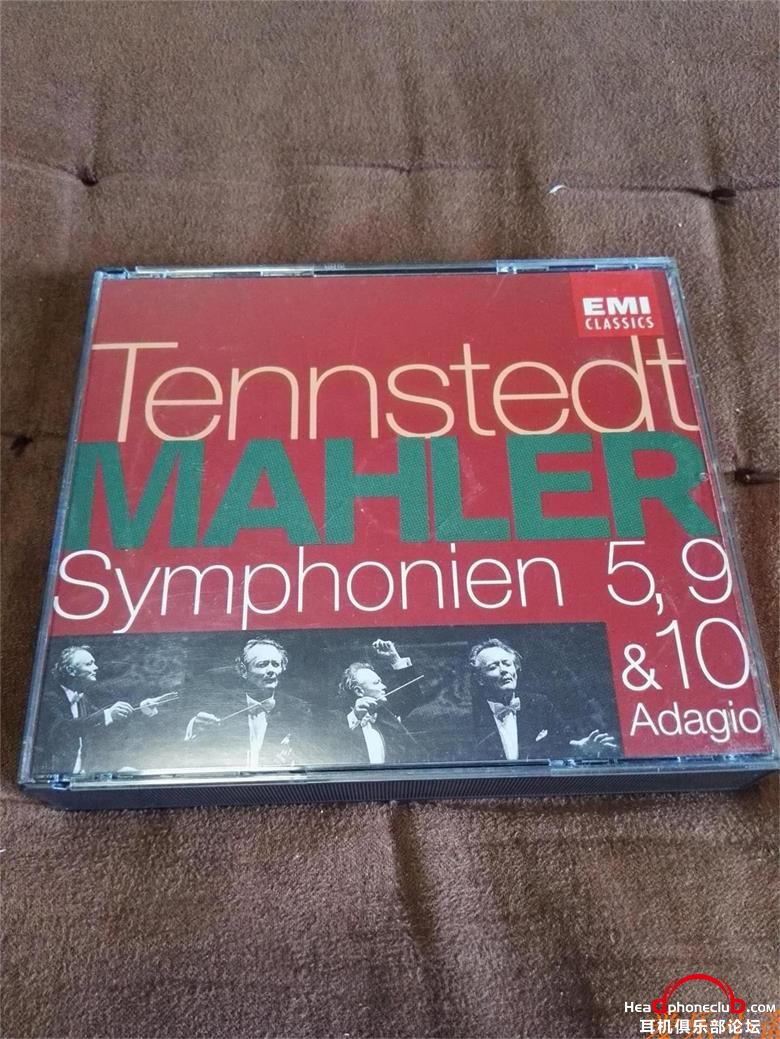 EMI
CLASSICS
Tennstedt
MAHLER
Symphonien 5, 9
& 10
Adagio
Headphoneclub.com
耳机俱乐部论坛